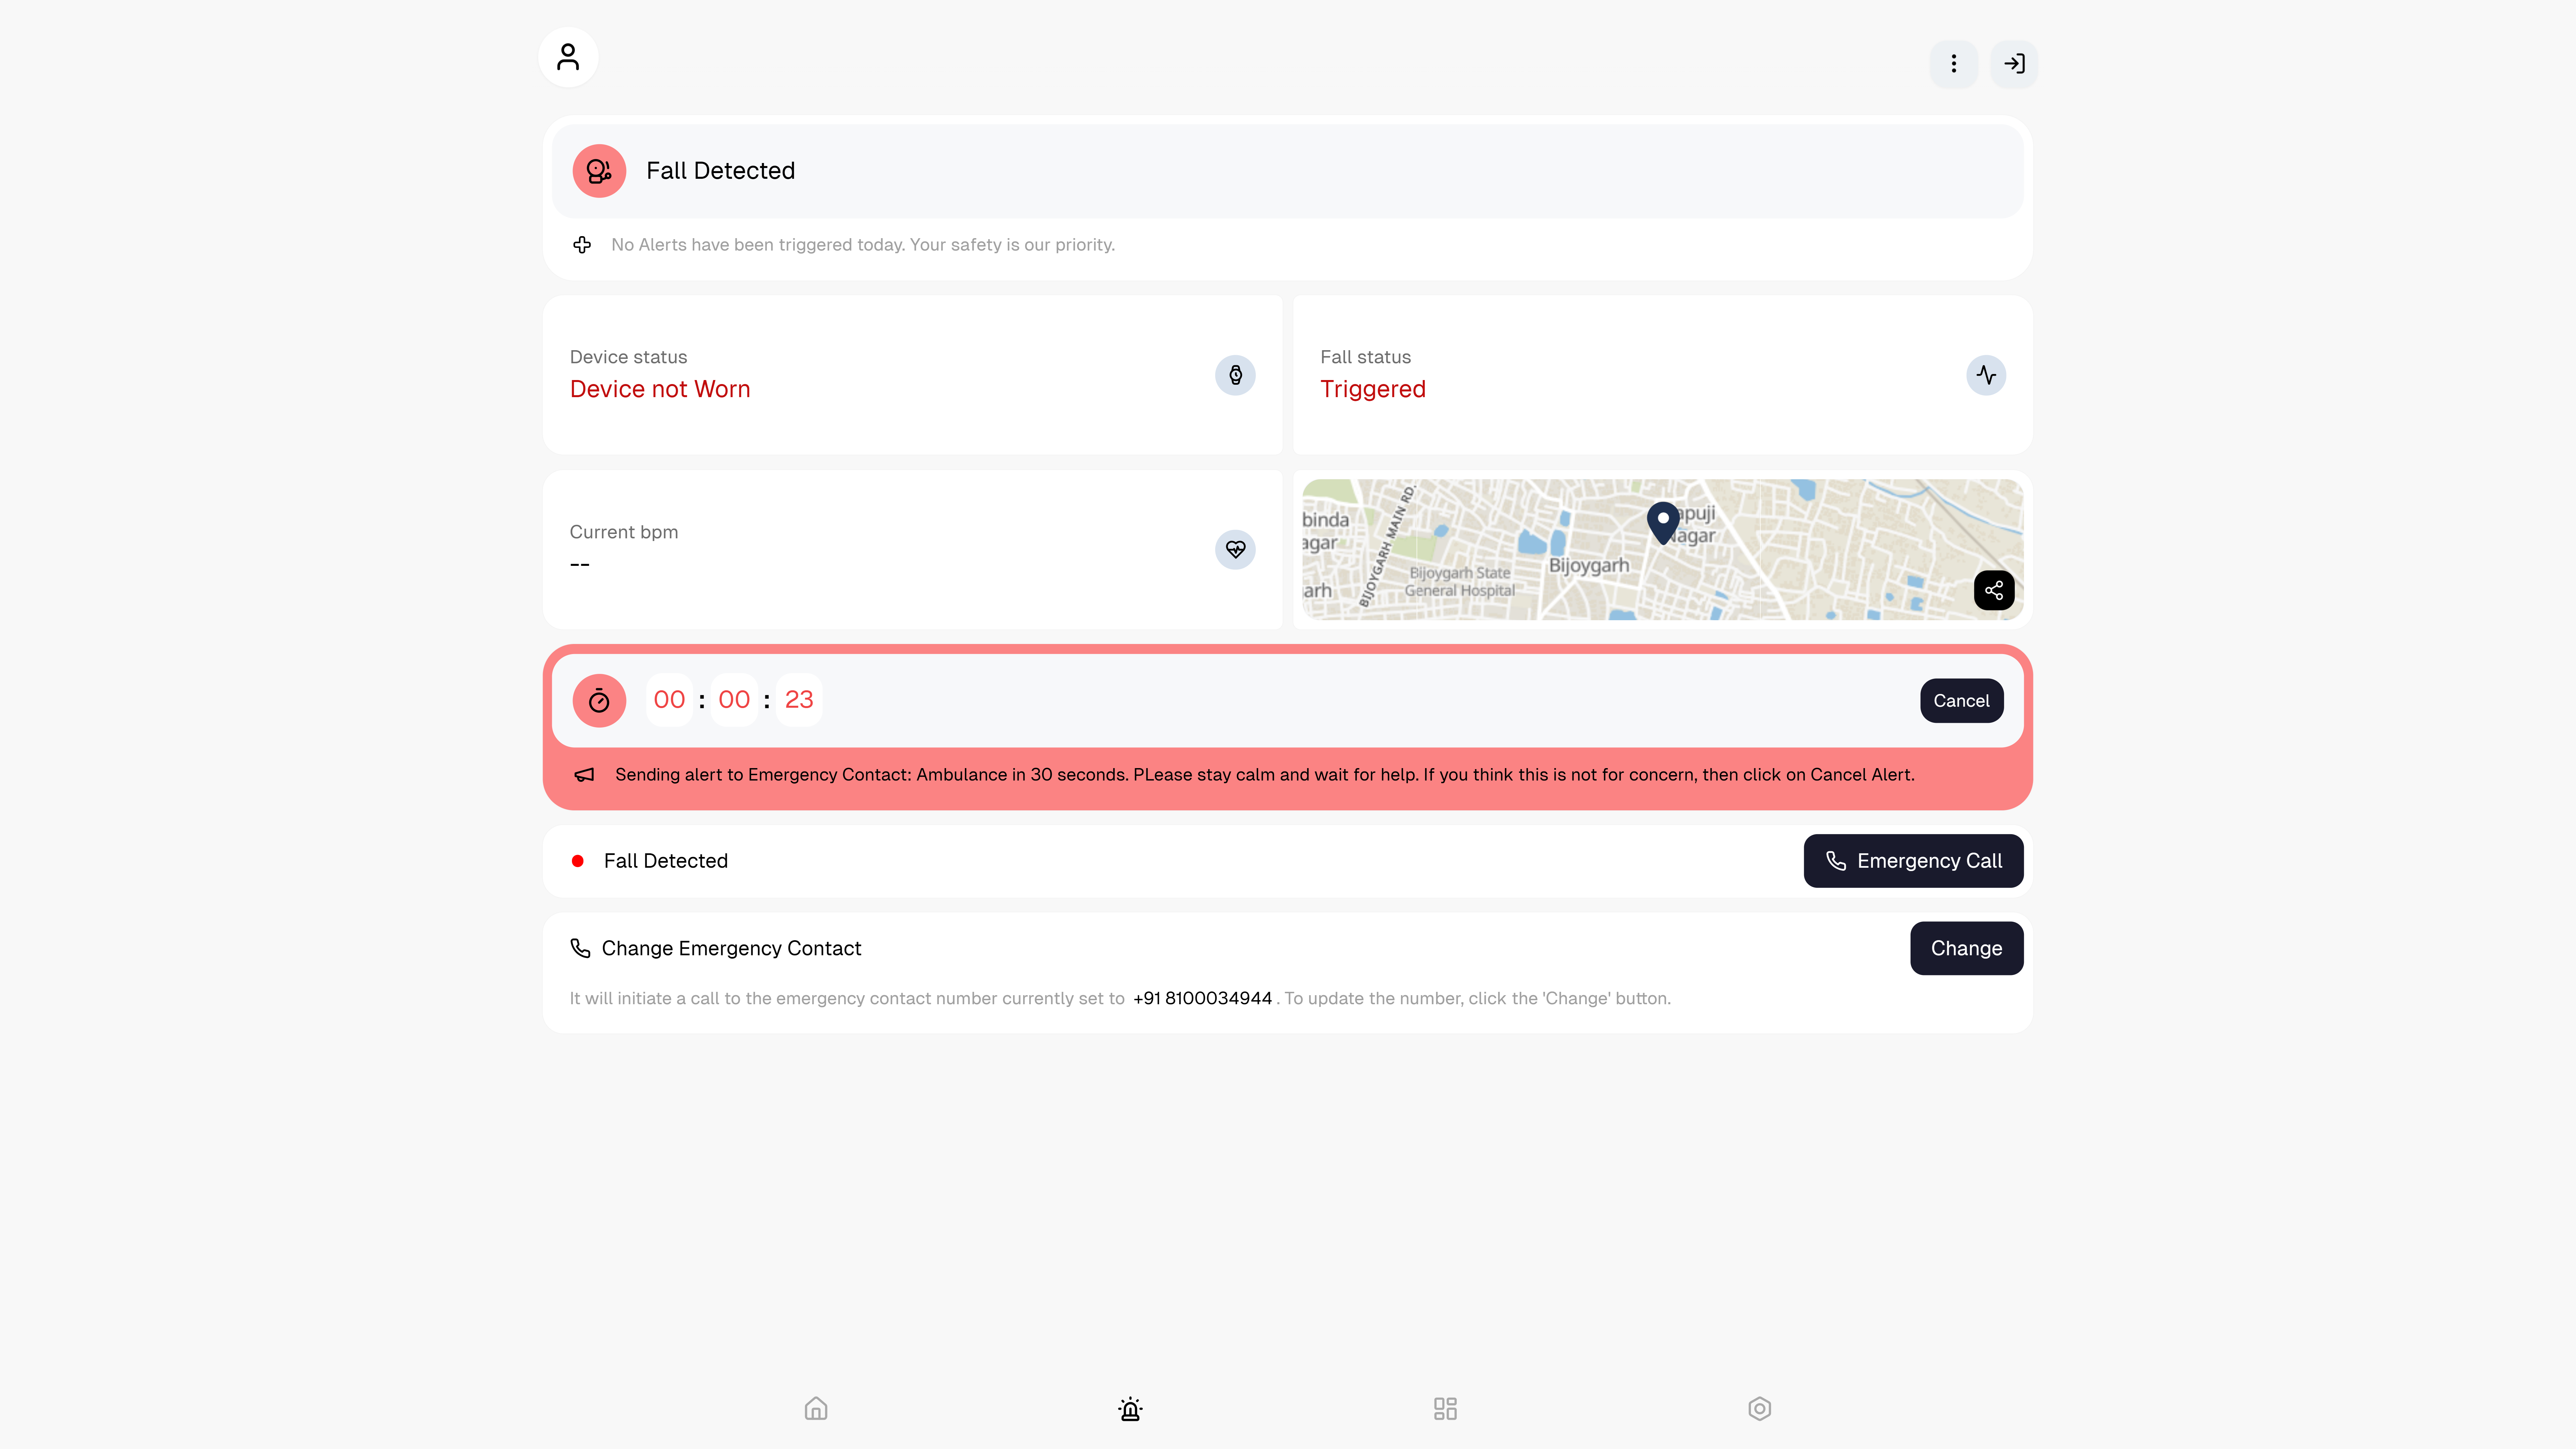 Fall Detected
No Alerts have been triggered today. Your safety is our priority.
Device status
Device not Worn
Fall status
Triggered
Current bpm
--
binda
agar
arh
BIJOYGARH MAIN RD.
Bijoygarh State
General Hospital
Bijoygarh
apuji
Nagar
00 : 00 : 23
Cancel
Sending alert to Emergency Contact: Ambulance in 30 seconds. PLease stay calm and wait for help. If you think this is not for concern, then click on Cancel Alert.
Fall Detected
Emergency Call
Change Emergency Contact
Change
It will initiate a call to the emergency contact number currently set to +91 8100034944 . To update the number, click the 'Change' button.